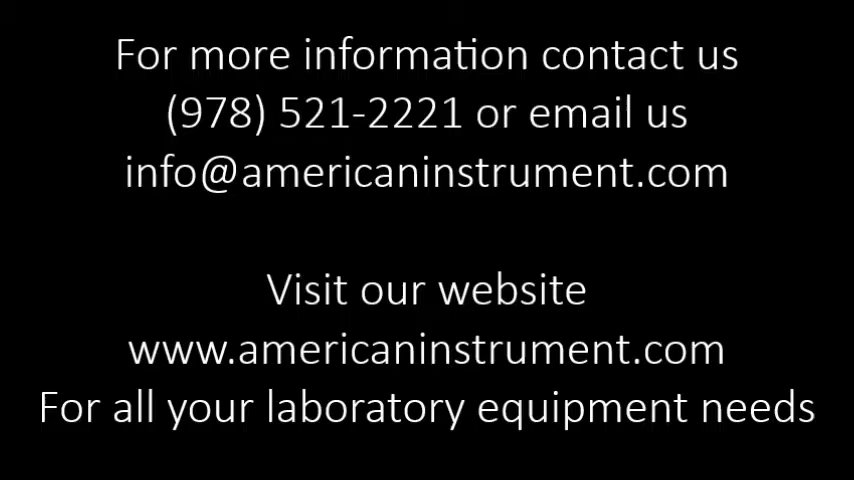 For more information contact us
(978) 521-2221 or email us
info@americaninstrument.com
Visit our website
www.americaninstrument.com
For all your laboratory equipment needs